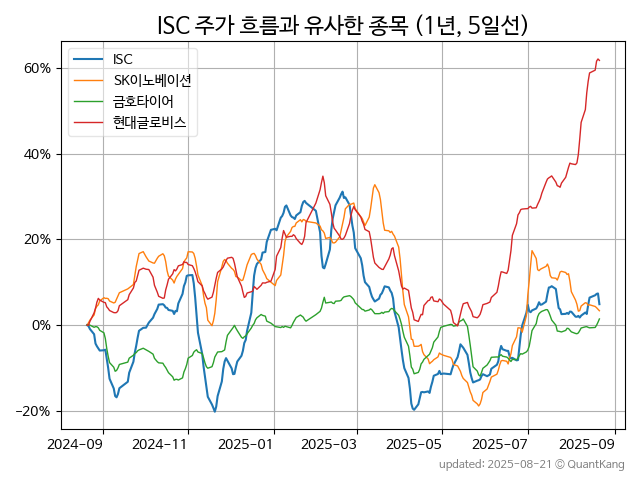 ISC 주가 흐름과 유사한 종목 (1년, 5일선)
ISC
SK이노베이션
금호타이어
현대글로비스
60%
40%
20%
0%
−20%
2024−09
2024−11
2025−01
2025−03
2025−05
2025−07
2025−09
updated: 2025-08-21 © QuantKang